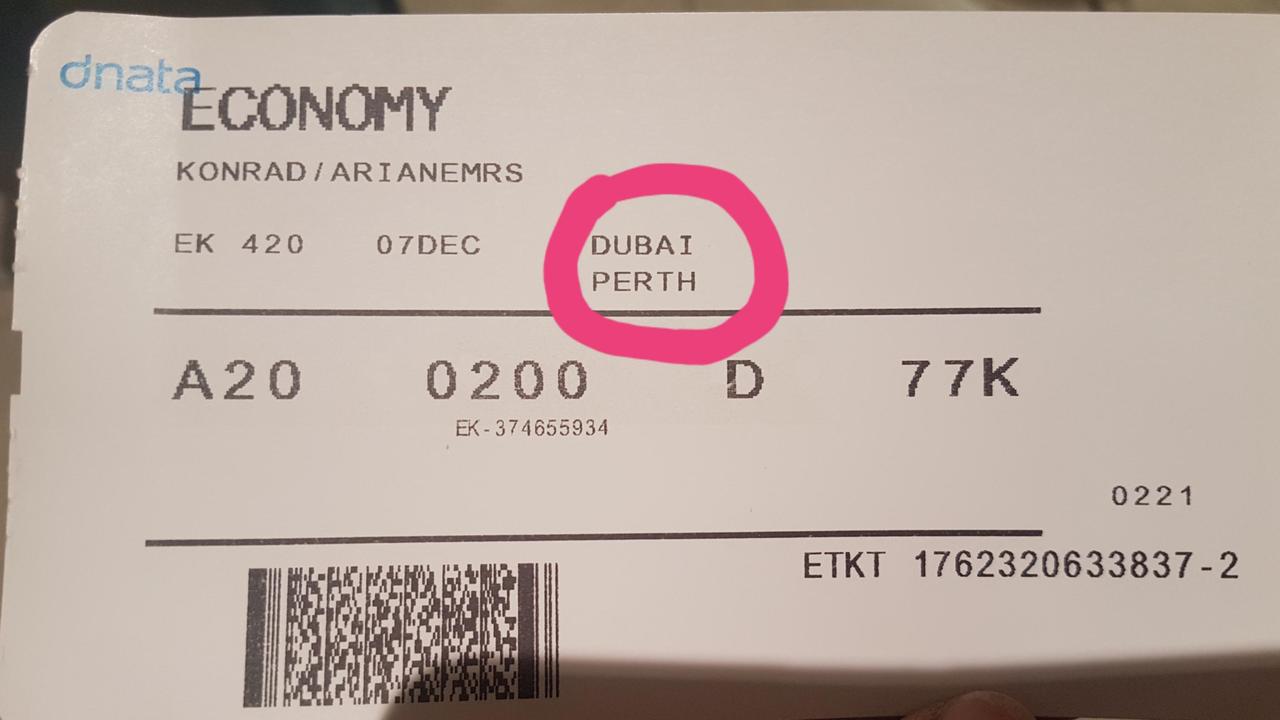 dnata
ECONOMY
KONRAD/ARIANEMRS
EK 420 07DEC DUBAI
PERTH
A20 0200 D 77K
EK-374655934
0221
ETKT 1762320633837-2